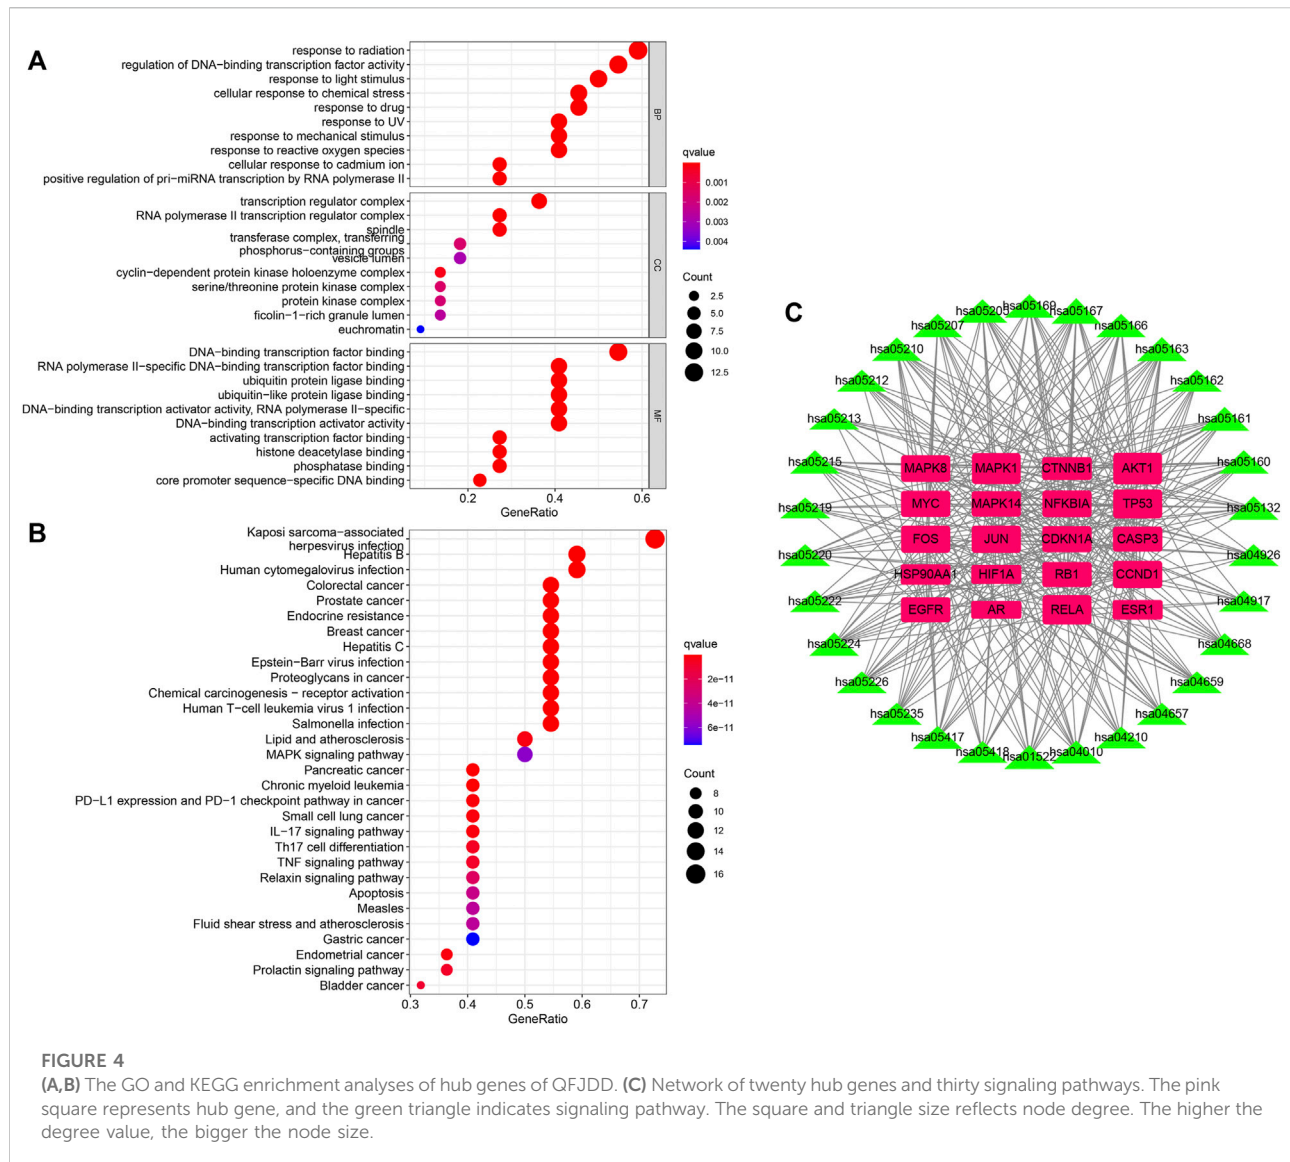 A
response to radiation
regulation of DNA−binding transcription factor activity
response to light stimulus
cellular response to chemical stress
response to drug
response to UV
response to mechanical stimulus
response to reactive oxygen species
cellular response to cadmium ion
positive regulation of pri−miRNA transcription by RNA polymerase II
BP
transcription regulator complex
RNA polymerase II transcription regulator complex
spindle
transferase complex, transferring
phosphorus−containing groups
vesicle lumen
cyclin−dependent protein kinase holoenzyme complex
serine/threonine protein kinase complex
protein kinase complex
ficolin−1−rich granule lumen
euchromatin
CC
DNA−binding transcription factor binding
RNA polymerase II−specific DNA−binding transcription factor binding
ubiquitin protein ligase binding
ubiquitin−like protein ligase binding
DNA−binding transcription activator activity, RNA polymerase II−specific
DNA−binding transcription activator activity
activating transcription factor binding
histone deacetylase binding
phosphatase binding
core promoter sequence−specific DNA binding
MF
0.2 0.4 0.6
GeneRatio
qvalue
0.001
0.002
0.003
0.004
Count
2.5
5.0
7.5
10.0
12.5
B
Kaposi sarcoma−associated
herpesvirus infection
Hepatitis B
Human cytomegalovirus infection
Colorectal cancer
Prostate cancer
Endocrine resistance
Breast cancer
Hepatitis C
Epstein−Barr virus infection
Proteoglycans in cancer
Chemical carcinogenesis − receptor activation
Human T−cell leukemia virus 1 infection
Salmonella infection
Lipid and atherosclerosis
MAPK signaling pathway
Pancreatic cancer
Chronic myeloid leukemia
PD−L1 expression and PD−1 checkpoint pathway in cancer
Small cell lung cancer
IL−17 signaling pathway
Th17 cell differentiation
TNF signaling pathway
Relaxin signaling pathway
Apoptosis
Measles
Fluid shear stress and atherosclerosis
Gastric cancer
Endometrial cancer
Prolactin signaling pathway
Bladder cancer
0.3 0.4 0.5 0.6 0.7
GeneRatio
qvalue
2e−11
4e−11
6e−11
Count
8
10
12
14
16
C
hsa05169
hsa05205
hsa05167
hsa05207
hsa05166
hsa05210
hsa05163
hsa05212
hsa05162
hsa05213
hsa05161
hsa05215
hsa05160
hsa05219
hsa05132
hsa05220
hsa04926
hsa05222
hsa04917
hsa05224
hsa04668
hsa05226
hsa04659
hsa05235
hsa04657
hsa05417
hsa04210
hsa05418
hsa01522
hsa04010
MAPK8 MAPK1 CTNNB1 AKT1
MYC MAPK14 NFKBIA TP53
FOS JUN CDKN1A CASP3
HSP90AA1 HIF1A RB1 CCND1
EGFR AR RELA ESR1
FIGURE 4
(A,B) The GO and KEGG enrichment analyses of hub genes of QFJDD. (C) Network of twenty hub genes and thirty signaling pathways. The pink
square represents hub gene, and the green triangle indicates signaling pathway. The square and triangle size reflects node degree. The higher the
degree value, the bigger the node size.